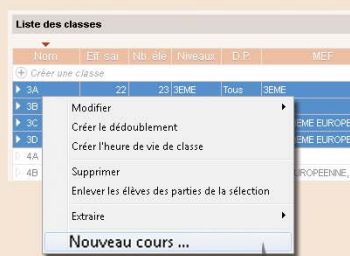 Liste des classes
Nom Eff. sai Nb. élè Niveaux D.P. MEF
Créer une classe
3A 22 23 3EME Tous 3EME
3B
3C EME EUROPE
3D EME EUROPE
4A
4B UROPEENNE,
Modifier
Créer le dédoublement
Créer l'heure de vie de classe
Supprimer
Enlever les élèves des parties de la sélection
Extraire
Nouveau cours ...